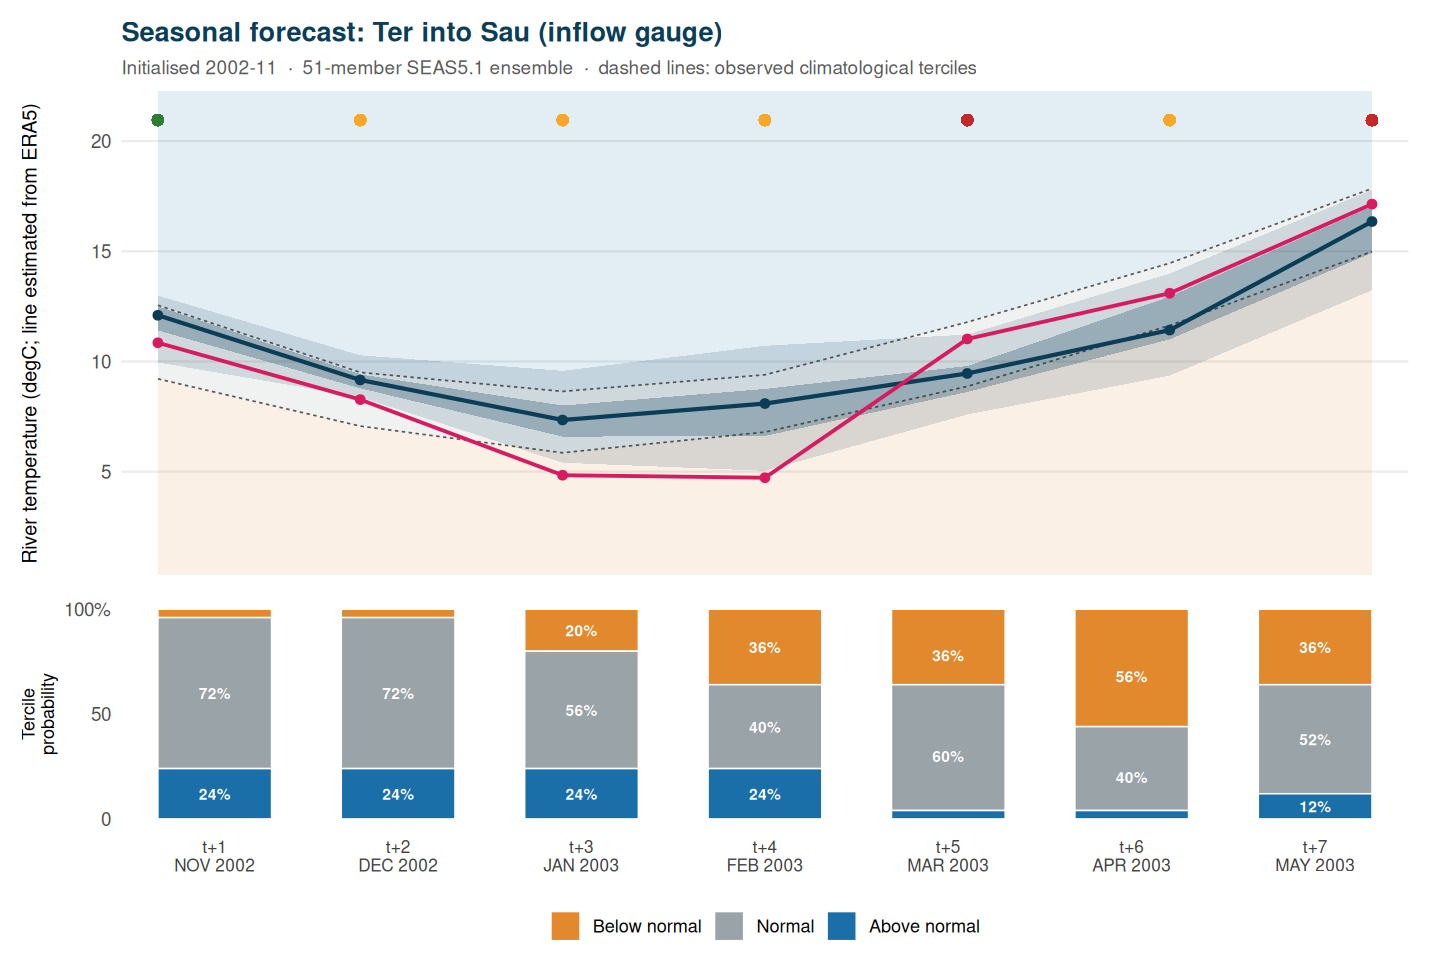 Seasonal forecast: Ter into Sau (inflow gauge)
Initialised 2002-11 · 51-member SEAS5.1 ensemble · dashed lines: observed climatological terciles
River temperature (degC; line estimated from ERA5)
20
15
10
5
Tercile
probability
100%
50
0
72%
24%
72%
24%
20%
56%
24%
36%
40%
24%
36%
60%
56%
40%
36%
52%
12%
t+1
NOV 2002
t+2
DEC 2002
t+3
JAN 2003
t+4
FEB 2003
t+5
MAR 2003
t+6
APR 2003
t+7
MAY 2003
Below normal
Normal
Above normal